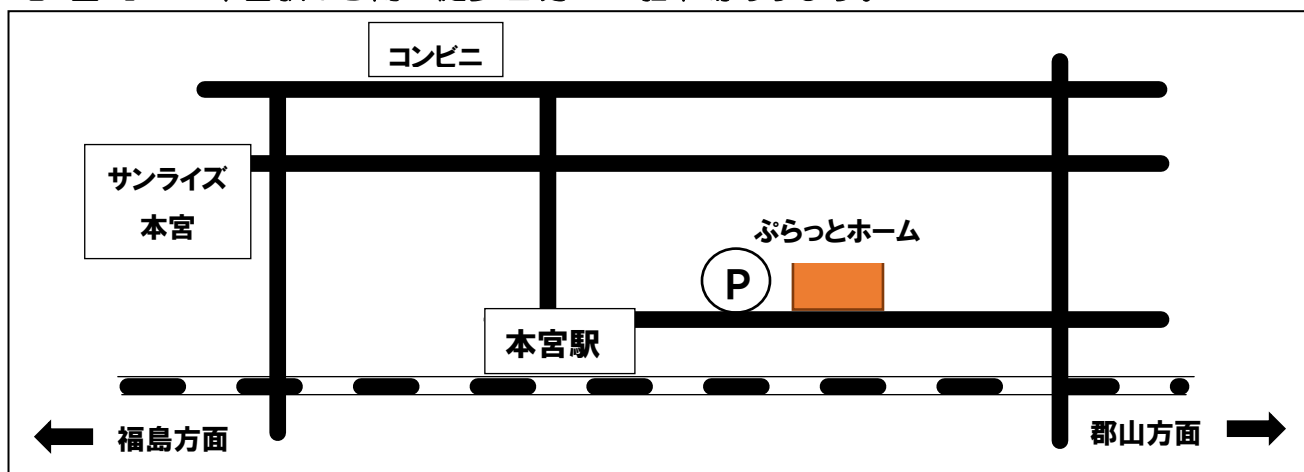 コンビニ
サンライズ
本宮
ぷらっとホーム
P
本宮駅
福島方面
郡山方面